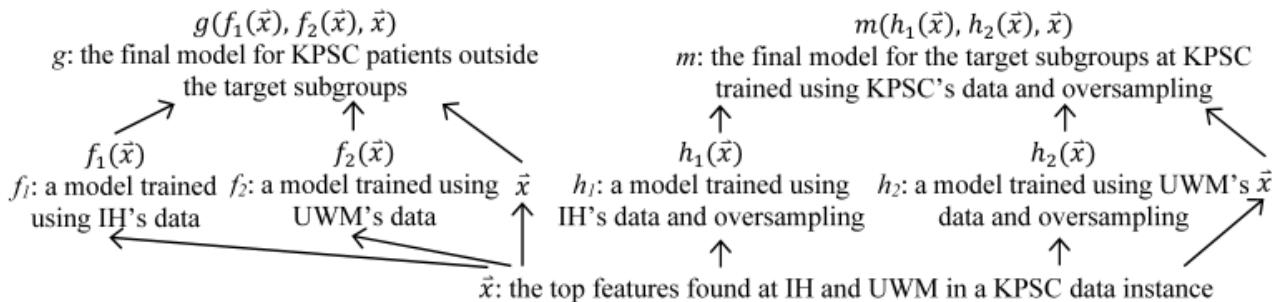 g(f₁(x⃗), f₂(x⃗), x⃗)
g: the final model for KPSC patients outside
the target subgroups
f₁(x⃗)
f₁: a model trained
using IH's data
f₂(x⃗)
f₂: a model trained using
UWM's data
x⃗
m(h₁(x⃗), h₂(x⃗), x⃗)
m: the final model for the target subgroups at KPSC
trained using KPSC's data and oversampling
h₁(x⃗)
h₁: a model trained using
IH's data and oversampling
h₂(x⃗)
h₂: a model trained using UWM's
data and oversampling
x⃗
x⃗: the top features found at IH and UWM in a KPSC data instance